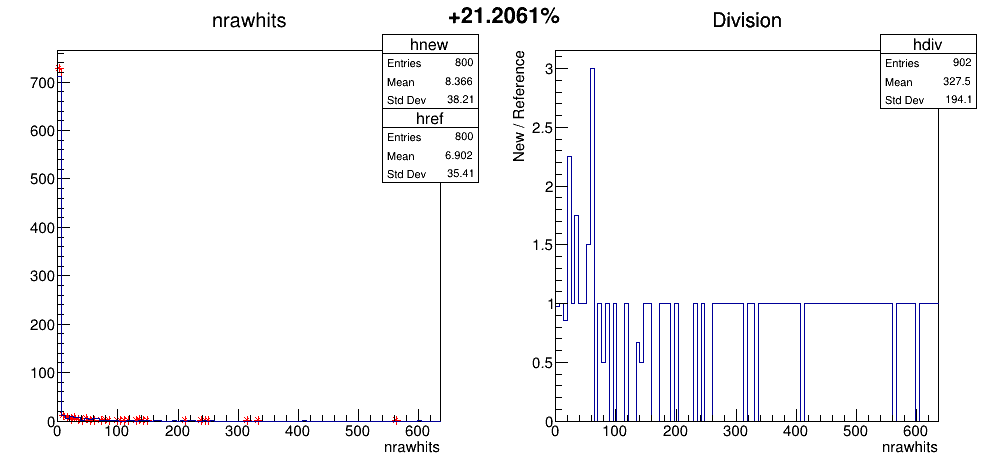 +21.2061%
nrawhits
hnew
Entries 800
Mean 8.366
Std Dev 38.21
href
Entries 800
Mean 6.902
Std Dev 35.41
700
600
500
400
300
200
100
0
0 100 200 300 400 500 600
nrawhits
Division
hdiv
Entries 902
Mean 327.5
Std Dev 194.1
New / Reference
3
2.5
2
1.5
1
0.5
0
0 100 200 300 400 500 600
nrawhits